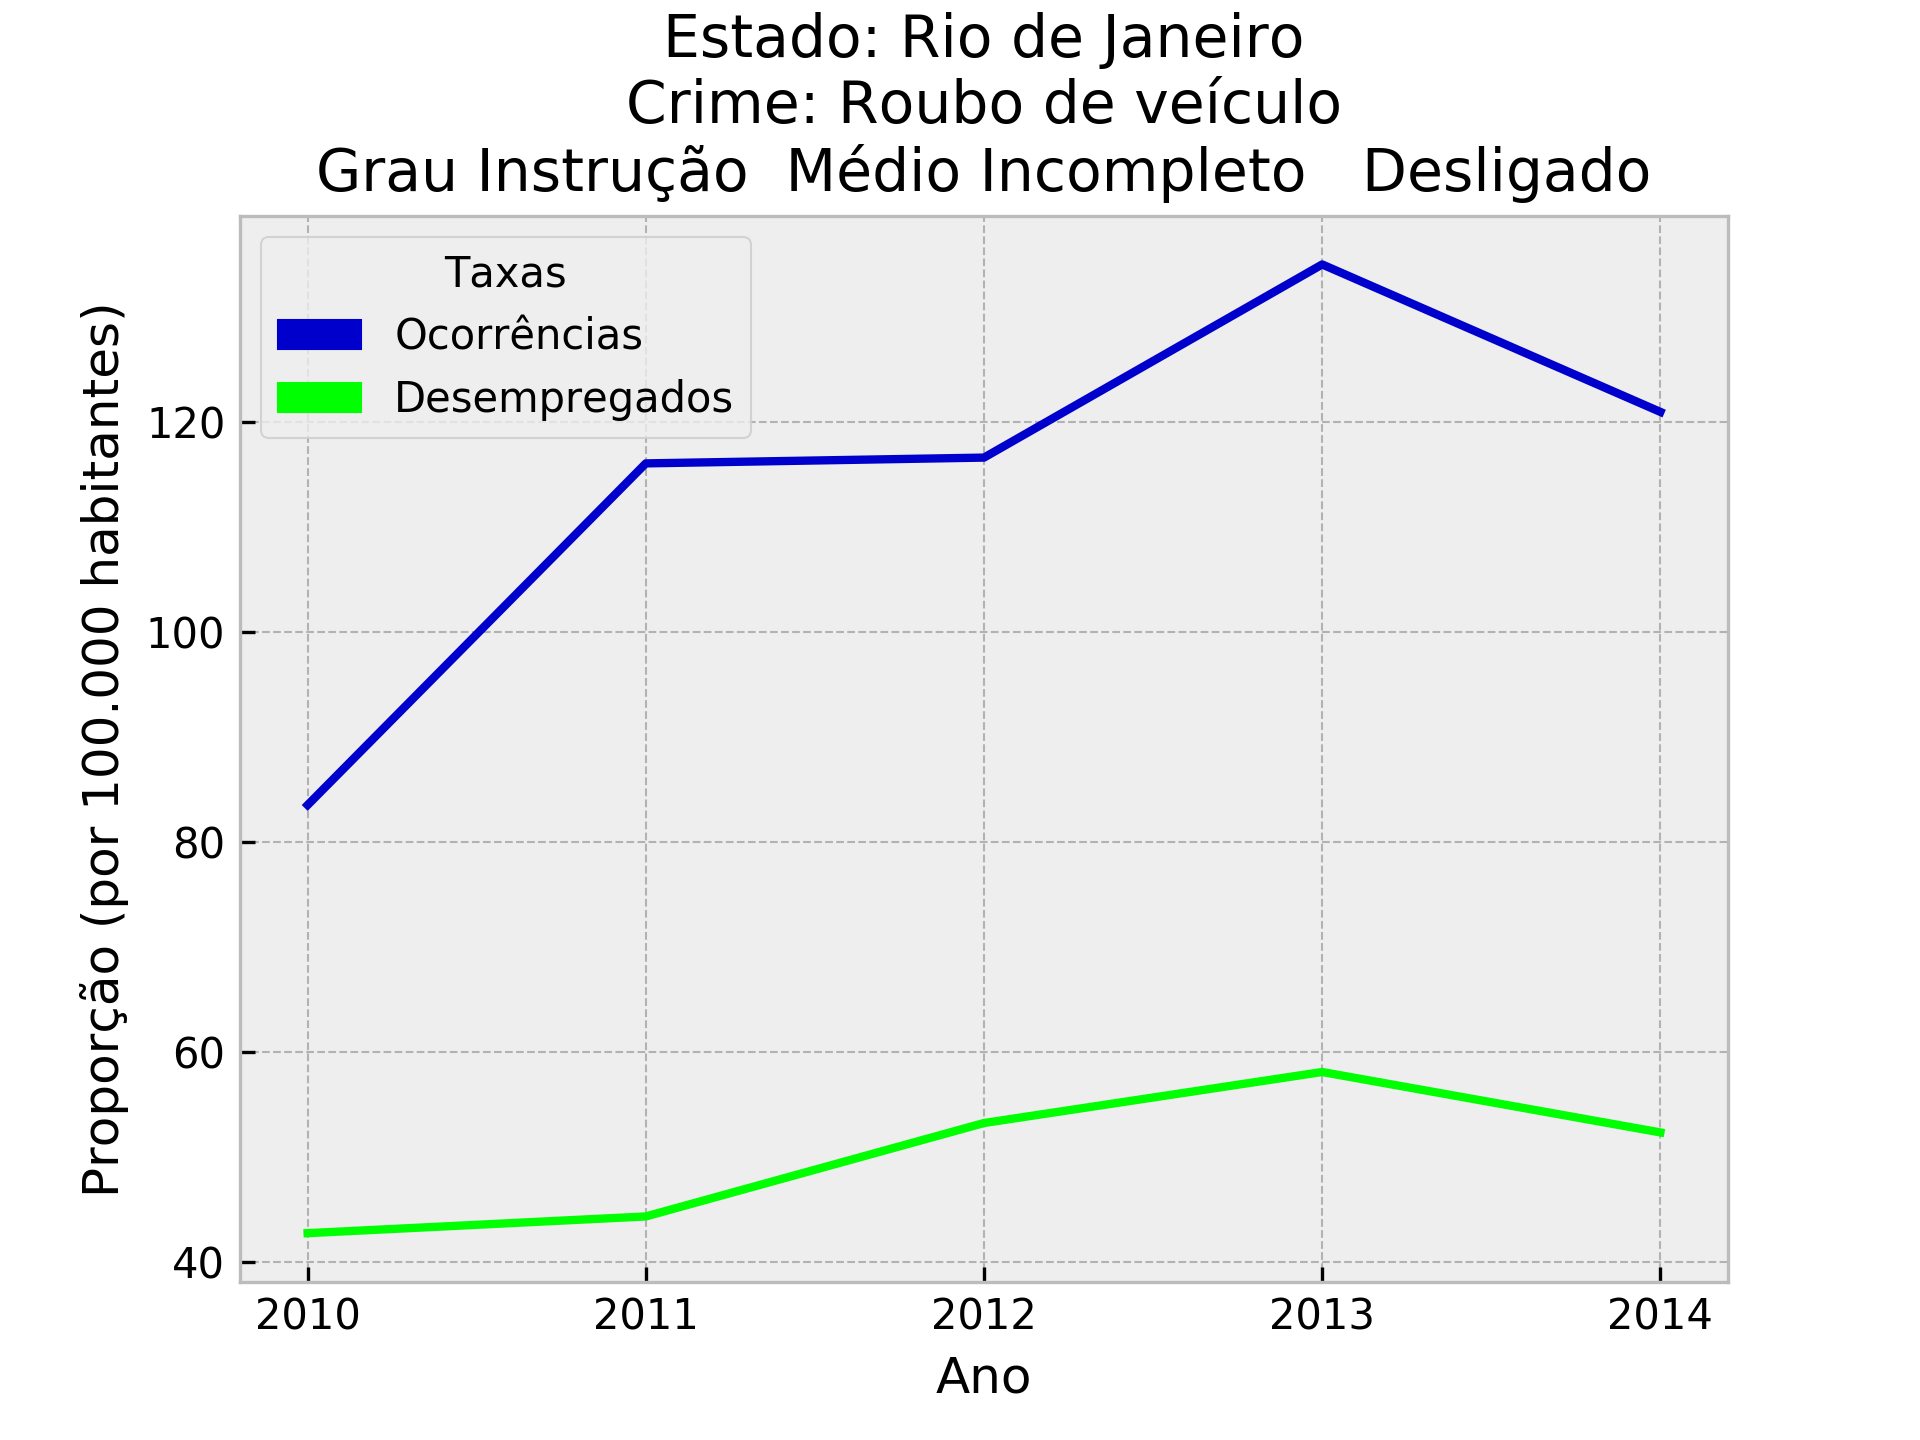 Estado: Rio de Janeiro
Crime: Roubo de veículo
Grau Instrução  Médio Incompleto   Desligado
Taxas
Ocorrências
Desempregados
Proporção (por 100.000 habitantes)
120
100
80
60
40
2010 2011 2012 2013 2014
Ano